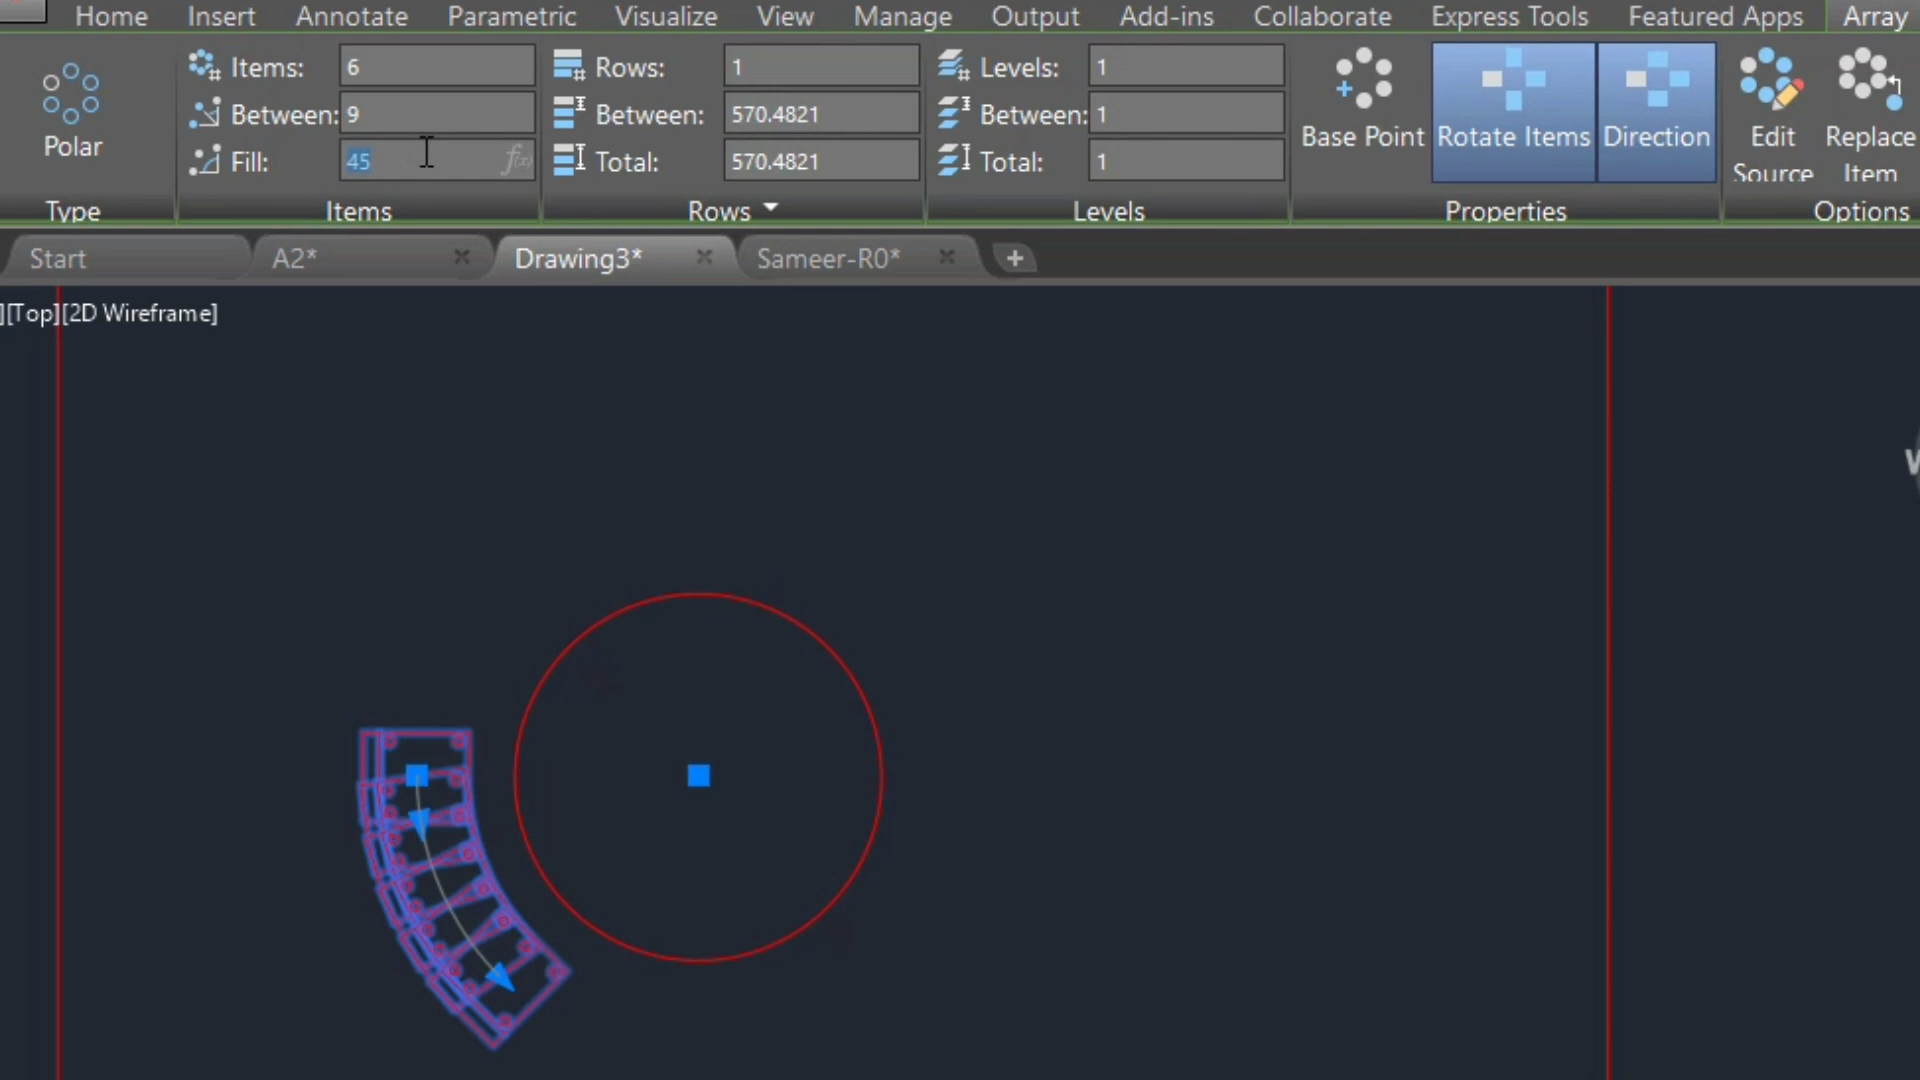 Home Insert Annotate Parametric Visualize View Manage Output Add-ins Collaborate Express Tools Featured Apps Array
Items: 6 Rows: 1 Levels: 1
Between: 9 Between: 570.4821 Between: 1
Fill: 45 f(x) Total: 570.4821 Total: 1
Polar Base Point Rotate Items Direction Edit Source Replace Item
Type Items Rows Levels Properties Options
Start A2* Drawing3* Sameer-R0*
][Top][2D Wireframe]
W